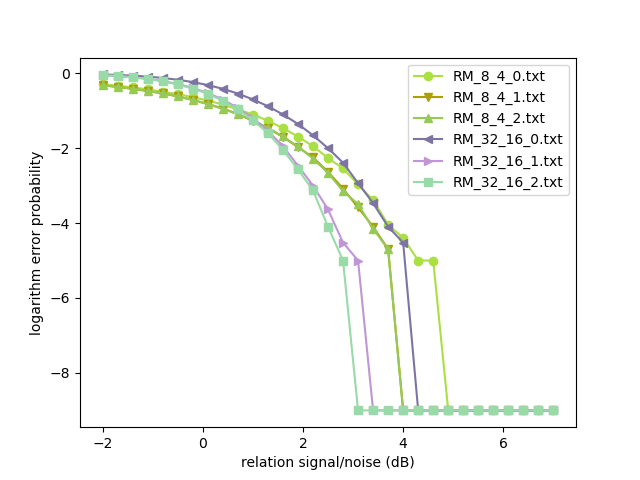 0
−2
−4
−6
−8
−2
0
2
4
6
logarithm error probability
relation signal/noise (dB)
RM_8_4_0.txt
RM_8_4_1.txt
RM_8_4_2.txt
RM_32_16_0.txt
RM_32_16_1.txt
RM_32_16_2.txt